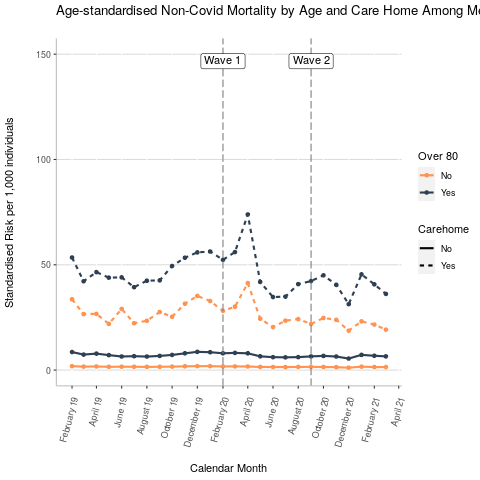 Age-standardised Non-Covid Mortality by Age and Care Home Among Me
Standardised Risk per 1,000 individuals
150
100
50
0
Wave 1
Wave 2
February 19
April 19
June 19
August 19
October 19
December 19
February 20
April 20
June 20
August 20
October 20
December 20
February 21
April 21
Calendar Month
Over 80
No
Yes
Carehome
No
Yes